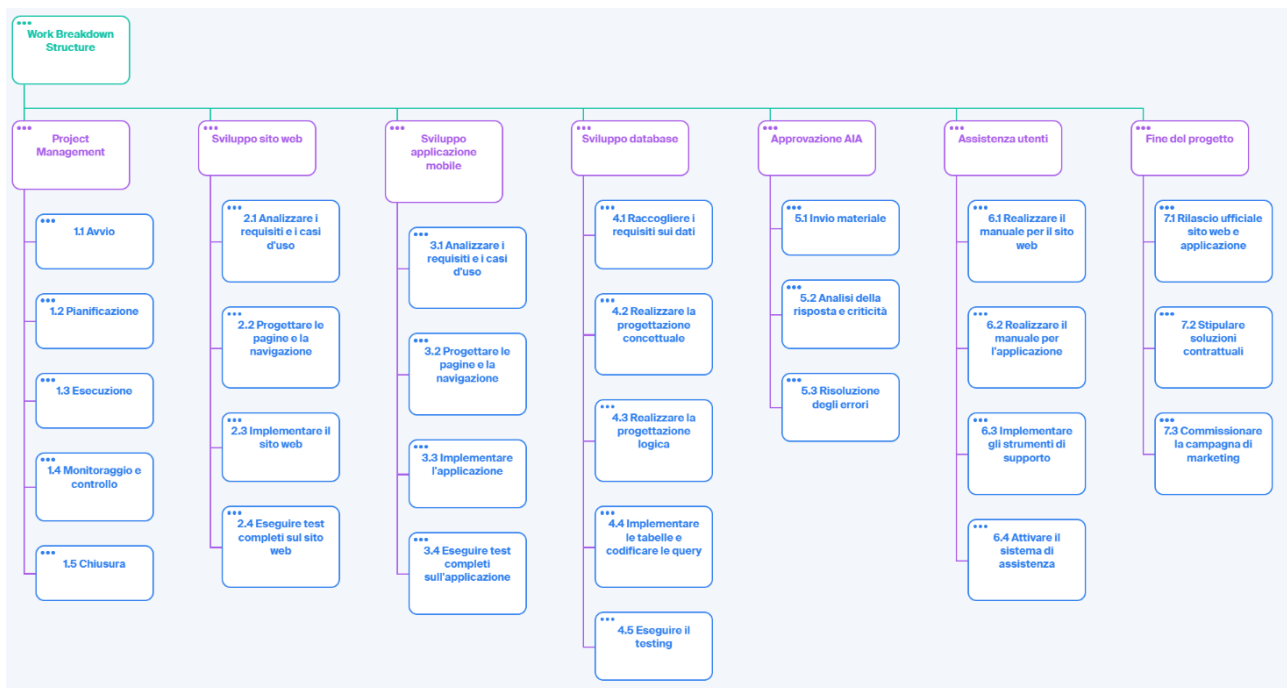 Work Breakdown
Structure
Project
Management
1.1 Avvio
1.2 Pianificazione
1.3 Esecuzione
1.4 Monitoraggio e
controllo
1.5 Chiusura
Sviluppo sito web
2.1 Analizzare i
requisiti e i casi
d'uso
2.2 Progettare le
pagine e la
navigazione
2.3 Implementare il
sito web
2.4 Eseguire test
completi sul sito
web
Sviluppo
applicazione
mobile
3.1 Analizzare i
requisiti e i casi
d'uso
3.2 Progettare le
pagine e la
navigazione
3.3 Implementare
l'applicazione
3.4 Eseguire test
completi
sull'applicazione
Sviluppo database
4.1 Raccogliere i
requisiti sui dati
4.2 Realizzare la
progettazione
concettuale
4.3 Realizzare la
progettazione
logica
4.4 Implementare
le tabelle e
codificare le query
4.5 Eseguire il
testing
Approvazione AIA
5.1 Invio materiale
5.2 Analisi della
risposta e criticità
5.3 Risoluzione
degli errori
Assistenza utenti
6.1 Realizzare il
manuale per il sito
web
6.2 Realizzare il
manuale per
l'applicazione
6.3 Implementare
gli strumenti di
supporto
6.4 Attivare il
sistema di
assistenza
Fine del progetto
7.1 Rilascio ufficiale
sito web e
applicazione
7.2 Stipulare
soluzioni
contrattuali
7.3 Commissionare
la campagna di
marketing